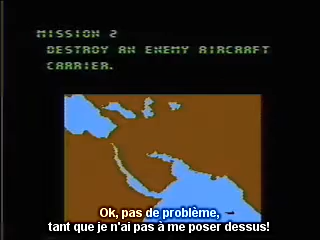 MISSION 2
DESTROY AN ENEMY AIRCRAFT
CARRIER.
Ok, pas de problème,
tant que je n'ai pas à me poser dessus!